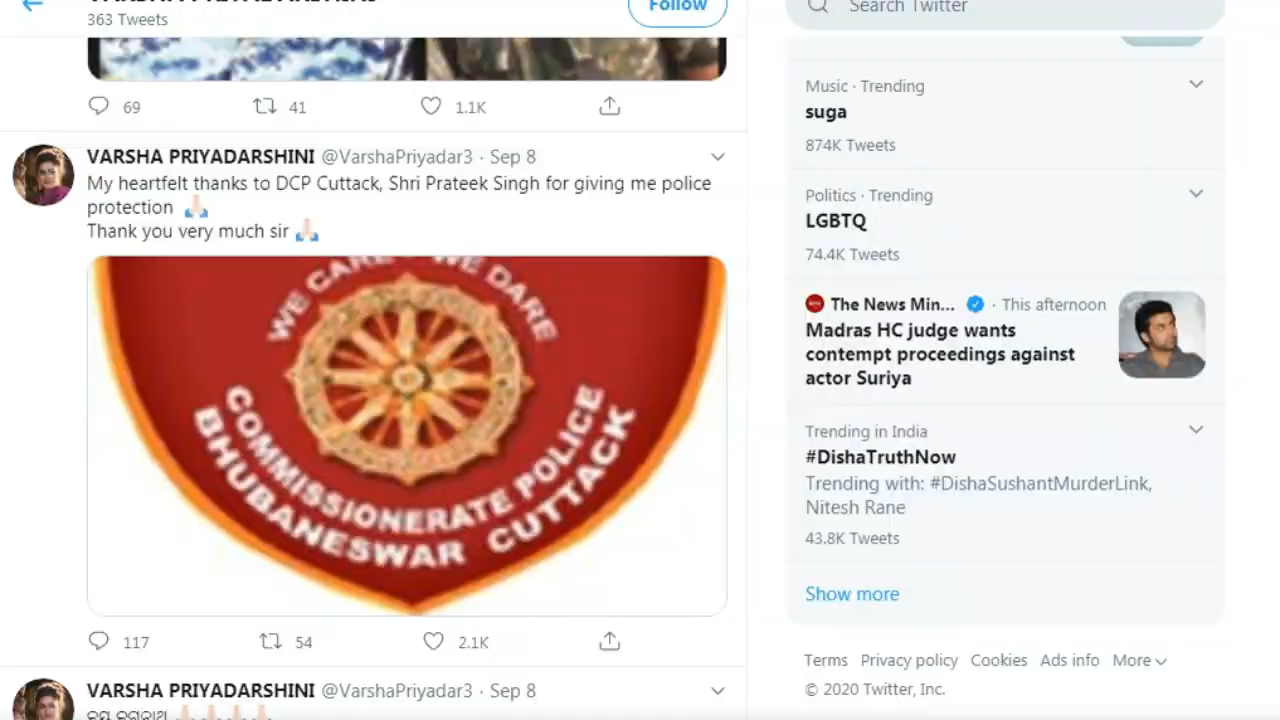 363 Tweets
Follow
69
41
1.1K
VARSHA PRIYADARSHINI @VarshaPriyadar3 · Sep 8
My heartfelt thanks to DCP Cuttack, Shri Prateek Singh for giving me police
protection 🙏🏻
Thank you very much sir 🙏🏻
WE CARE - WE DARE
COMMISSIONERATE POLICE
BHUBANESWAR CUTTACK
117
54
2.1K
VARSHA PRIYADARSHINI @VarshaPriyadar3 · Sep 8
Search Twitter
Music · Trending
suga
874K Tweets
Politics · Trending
LGBTQ
74.4K Tweets
The News Min... · This afternoon
Madras HC judge wants
contempt proceedings against
actor Suriya
Trending in India
#DishaTruthNow
Trending with: #DishaSushantMurderLink,
Nitesh Rane
43.8K Tweets
Show more
Terms Privacy policy Cookies Ads info More
© 2020 Twitter, Inc.